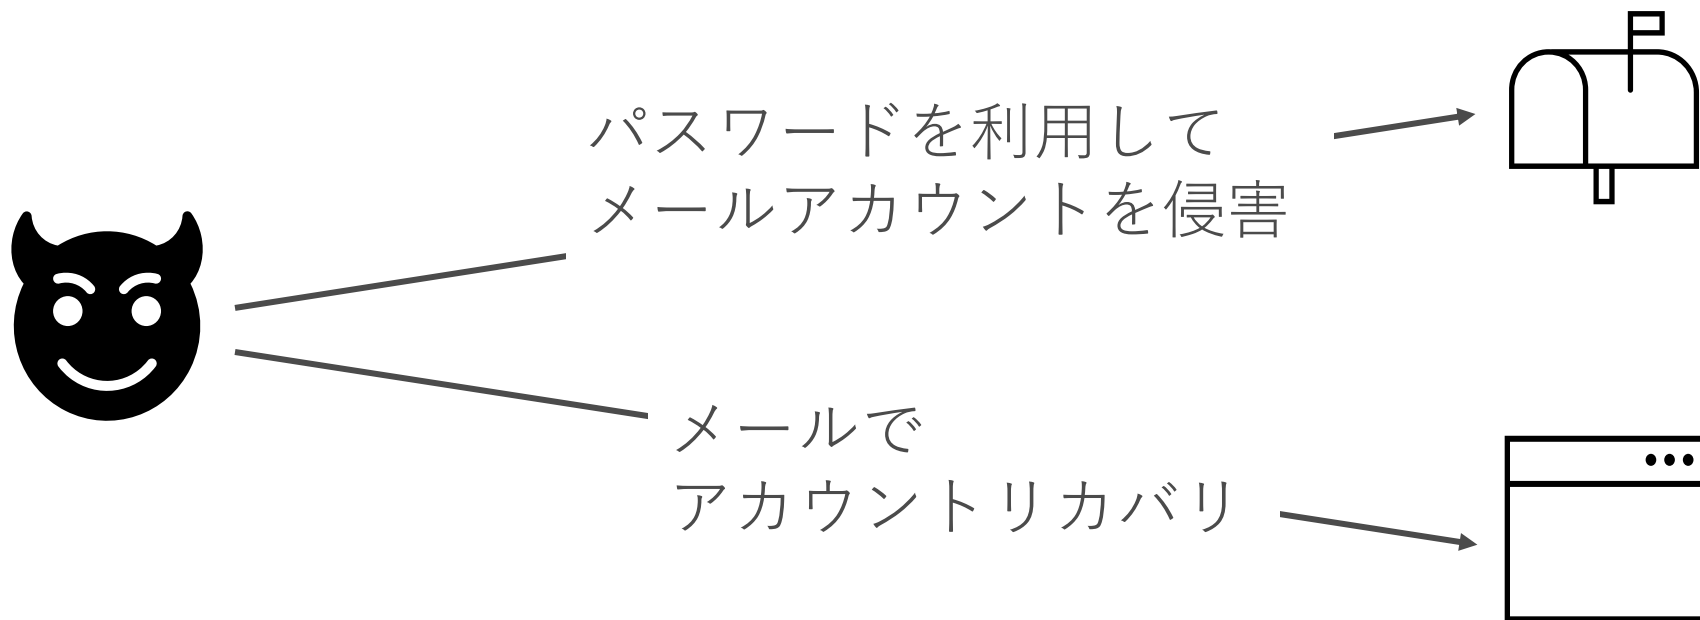 パスワードを利用して
メールアカウントを侵害
メールで
アカウントリカバリ